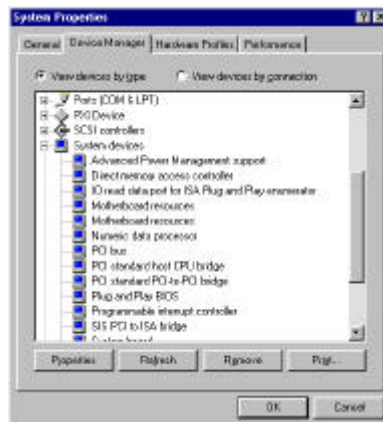 System Properties
General Device Manager Hardware Profiles Performance
View devices by type View devices by connection
Ports (COM & LPT)
PXI Device
SCSI controllers
System devices
Advanced Power Management support
Direct memory access controller
IO read data port for ISA Plug and Play enumerator
Motherboard resources
Motherboard resources
Numeric data processor
PCI bus
PCI standard host CPU bridge
PCI standard PCI-to-PCI bridge
Plug and Play BIOS
Programmable interrupt controller
SIS PCI to ISA bridge
System board
Properties Refresh Remove Print...
OK Cancel